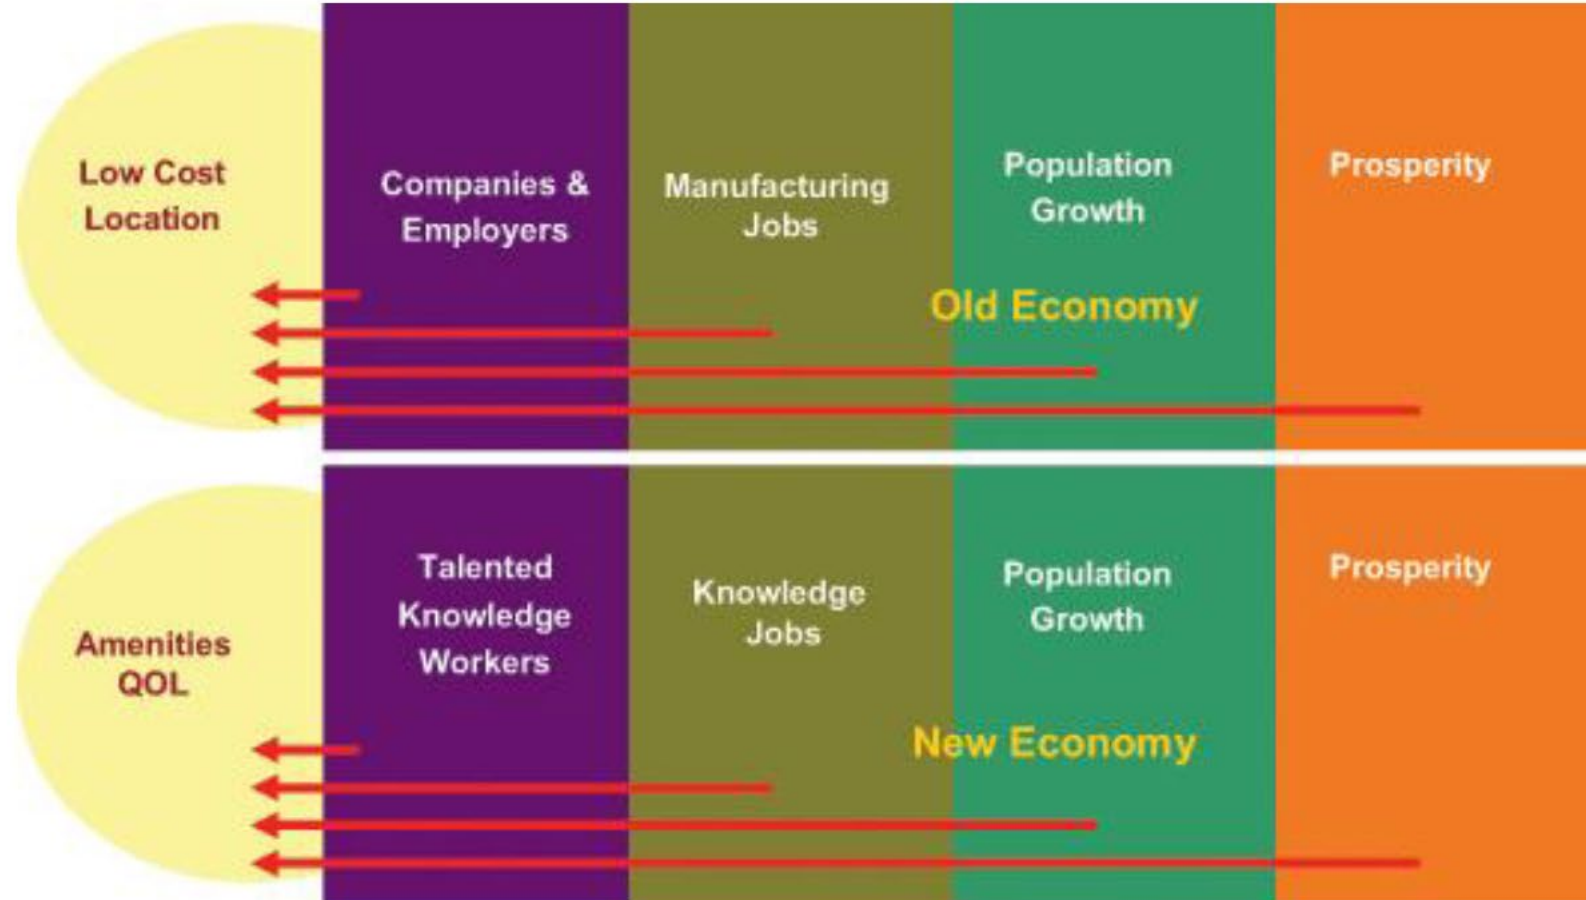 Low Cost
Location
Companies &
Employers
Manufacturing
Jobs
Population
Growth
Prosperity
Old Economy
Amenities
QOL
Talented
Knowledge
Workers
Knowledge
Jobs
Population
Growth
Prosperity
New Economy